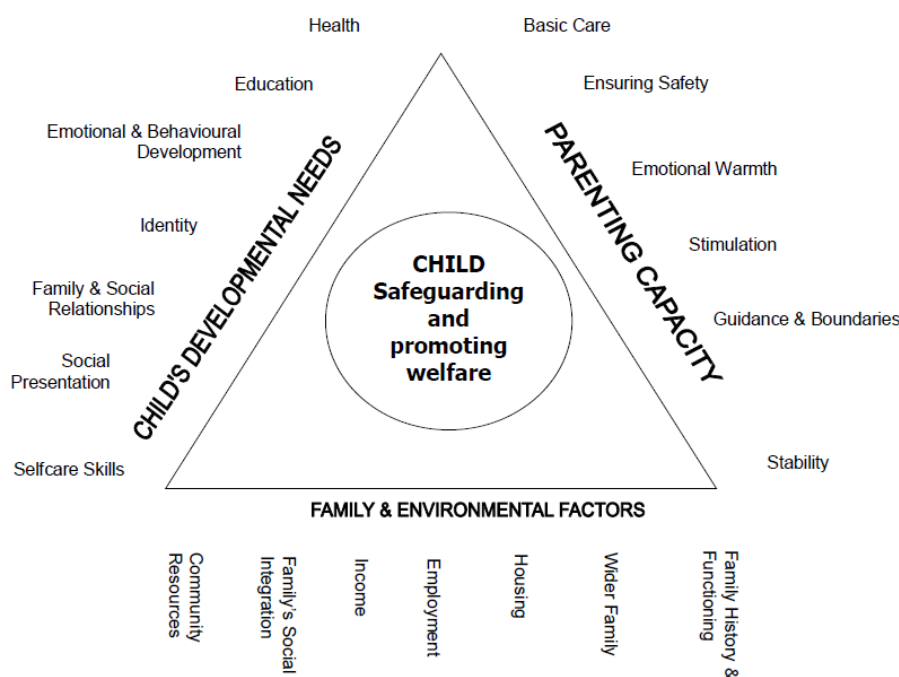 Health
Education
Emotional & Behavioural
Development
Identity
Family & Social
Relationships
Social
Presentation
Selfcare Skills
CHILD'S DEVELOPMENTAL NEEDS
CHILD
Safeguarding
and
promoting
welfare
PARENTING CAPACITY
Basic Care
Ensuring Safety
Emotional Warmth
Stimulation
Guidance & Boundaries
Stability
FAMILY & ENVIRONMENTAL FACTORS
Community
Resources
Family's Social
Integration
Income
Employment
Housing
Wider Family
Family History &
Functioning